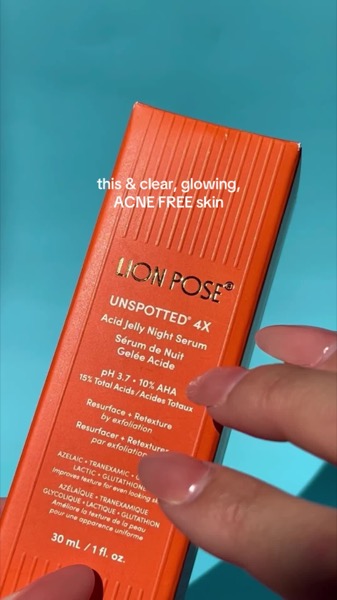 this & clear, glowing,
ACNE FREE skin
LION POSE®
UNSPOTTED® 4X
Acid Jelly Night Serum
Sérum de Nuit
Gelée Acide
pH 3.7 • 10% AHA
15% Total Acids/Acides Totaux
Resurface + Retexture
by exfoliation
Resurfacer + Retexturer
par exfoliation
AZELAIC • TRANEXAMIC •
LACTIC • GLUTATHIONE
Improves texture for even looking
AZÉLAÏQUE • TRANEXAMIQUE
GLYCOLIQUE • LACTIQUE • GLUTATHION
Améliore la texture de la peau
pour une apparence uniforme
30 mL / 1 fl. oz.